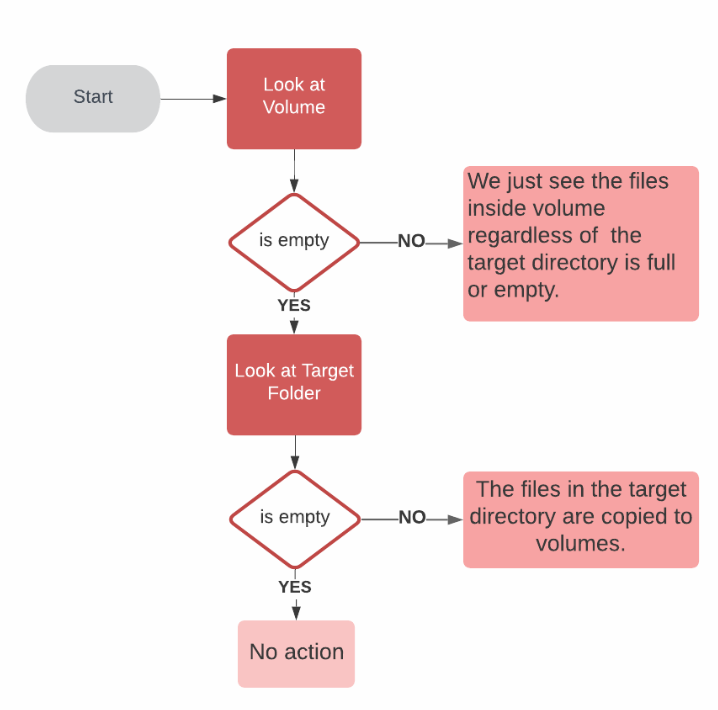 Start
Look at
Volume
is empty
NO
We just see the files
inside volume
regardless of  the
target directory is full
or empty.
YES
Look at Target
Folder
is empty
NO
The files in the target
directory are copied to
volumes.
YES
No action